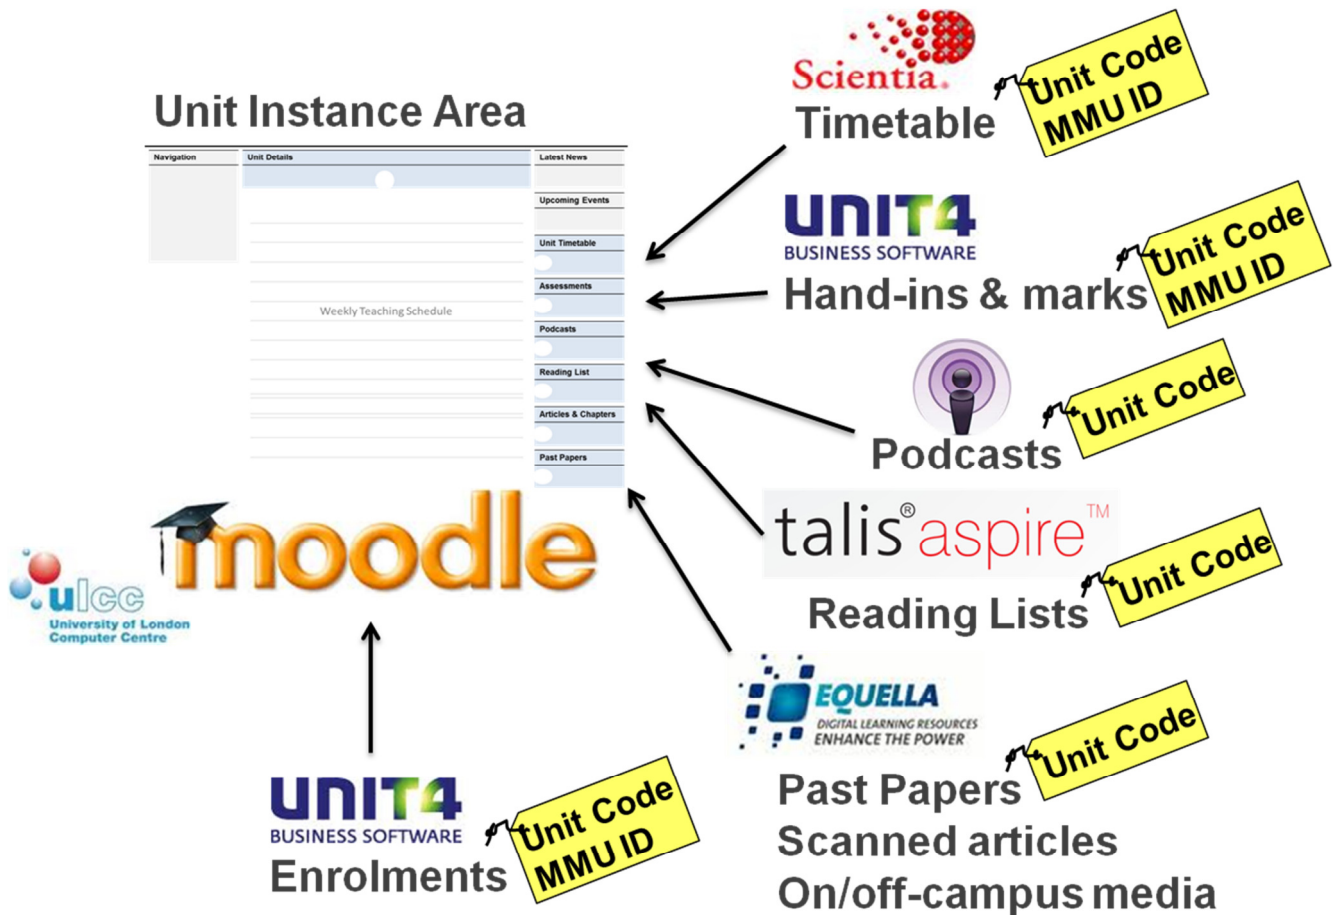 Unit Instance Area
Navigation
Unit Details
Latest News
Upcoming Events
Unit Timetable
Assessments
Podcasts
Reading List
Articles & Chapters
Past Papers
Weekly Teaching Schedule
moodle
ulcc
University of London
Computer Centre
UNIT4
BUSINESS SOFTWARE
Enrolments
Unit Code
MMU ID
Scientia.
Timetable
Unit Code
MMU ID
UNIT4
BUSINESS SOFTWARE
Hand-ins & marks
Unit Code
MMU ID
Podcasts
Unit Code
talis® aspire™
Reading Lists
Unit Code
EQUELLA
DIGITAL LEARNING RESOURCES
ENHANCE THE POWER
Unit Code
Past Papers
Scanned articles
On/off-campus media